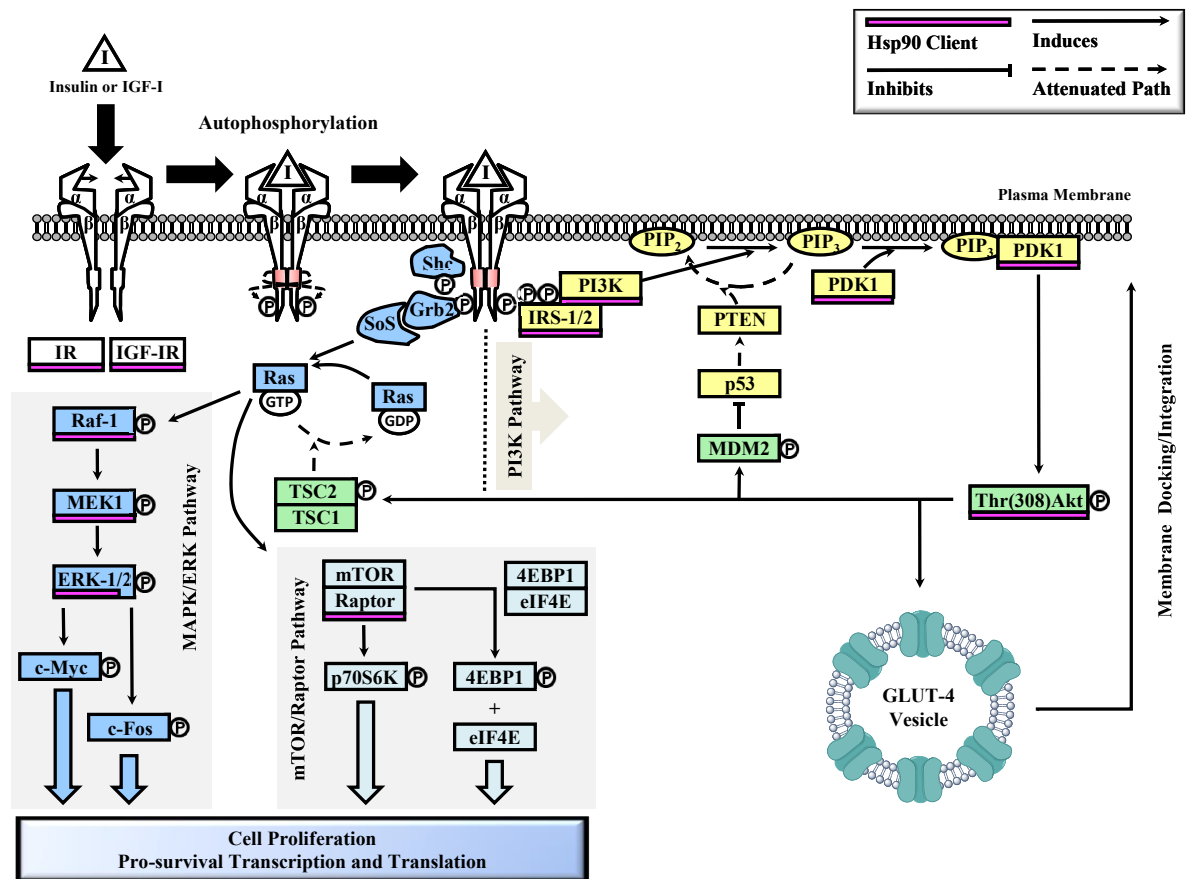 I
Insulin or IGF-I
Hsp90 Client
Induces
Inhibits
Attenuated Path
Autophosphorylation
Plasma Membrane
α
α
β
β
I
α
α
β
β
I
α
α
β
β
P
P
PIP2
PIP3
PIP3
PDK1
PDK1
Shc
P
Grb2
P
SoS
P
P
P
PI3K
IRS-1/2
PTEN
p53
MDM2
P
IR
IGF-IR
Ras
GTP
Ras
GDP
PI3K Pathway
Raf-1
P
MEK1
P
ERK-1/2
P
c-Myc
P
c-Fos
P
MAPK/ERK Pathway
TSC2
P
TSC1
Thr(308)Akt
P
Membrane Docking/Integration
mTOR
Raptor
4EBP1
eIF4E
p70S6K
P
4EBP1
P
+
eIF4E
mTOR/Raptor Pathway
GLUT-4
Vesicle
Cell Proliferation
Pro-survival Transcription and Translation